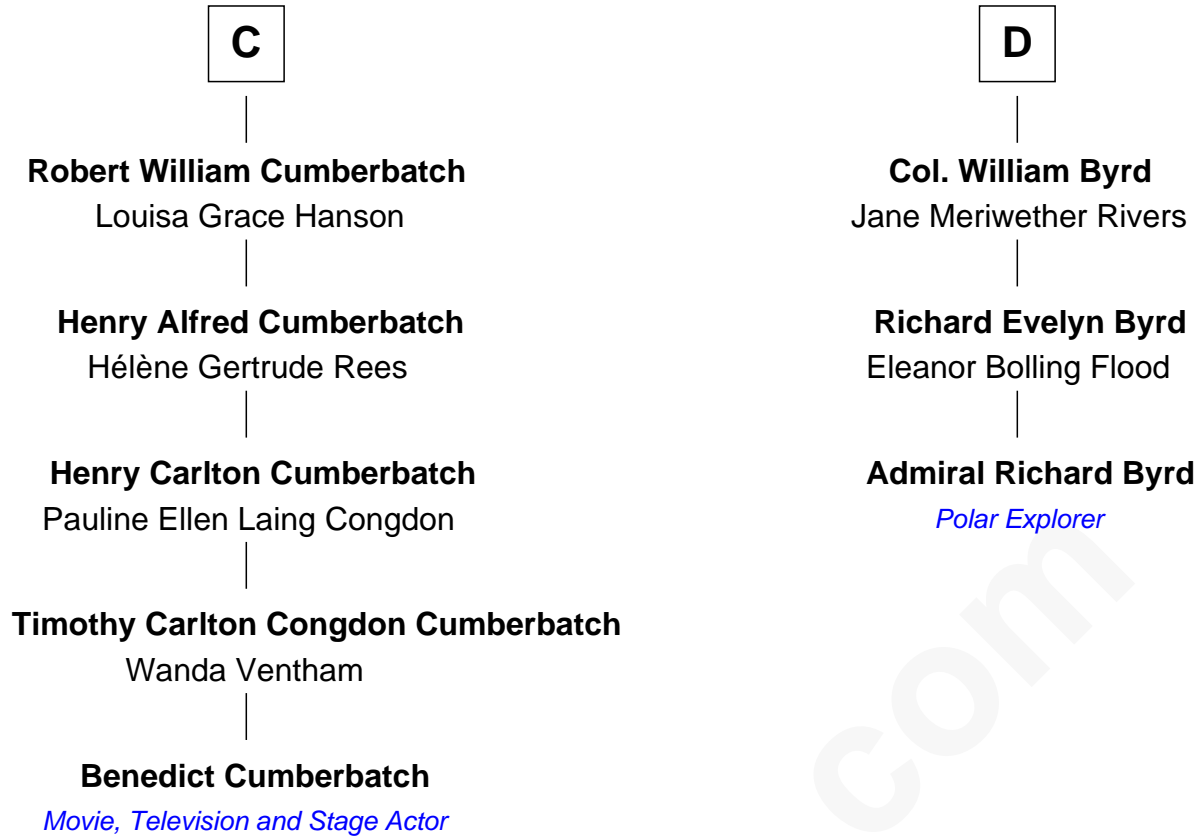 C
Robert William Cumberbatch
Louisa Grace Hanson
Henry Alfred Cumberbatch
Hélène Gertrude Rees
Henry Carlton Cumberbatch
Pauline Ellen Laing Congdon
Timothy Carlton Congdon Cumberbatch
Wanda Ventham
Benedict Cumberbatch
Movie, Television and Stage Actor
D
Col. William Byrd
Jane Meriwether Rivers
Richard Evelyn Byrd
Eleanor Bolling Flood
Admiral Richard Byrd
Polar Explorer
com